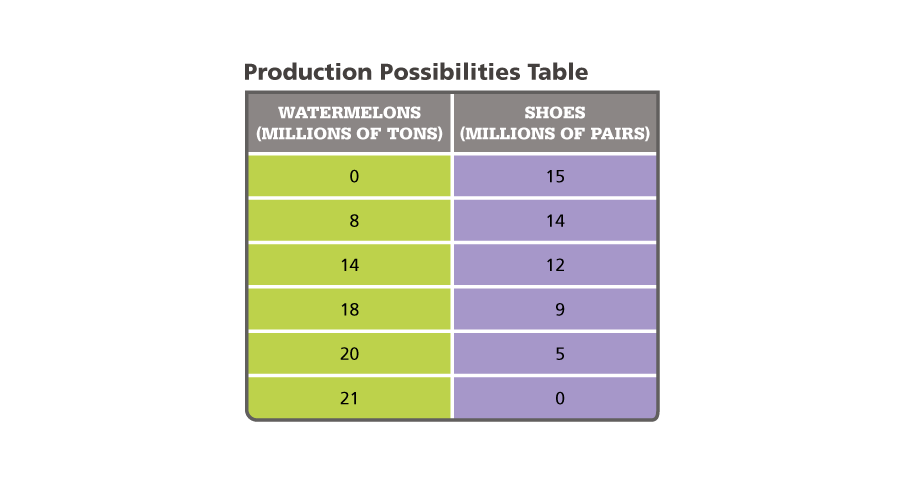 Production Possibilities Table
WATERMELONS
(MILLIONS OF TONS)
SHOES
(MILLIONS OF PAIRS)
0 15
8 14
14 12
18 9
20 5
21 0